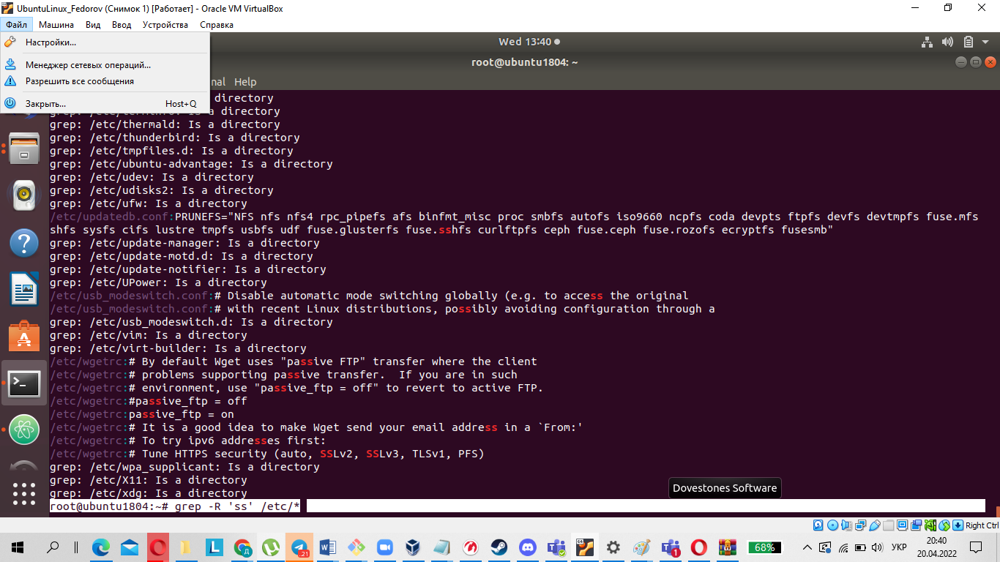 UbuntuLinux_Fedorov (Снимок 1) [Работает] - Oracle VM VirtualBox
Файл Машина Вид Ввод Устройства Справка
Настройки...
Менеджер сетевых операций...
Разрешить все сообщения
Закрыть... Host+Q
Wed 13:40
root@ubuntu1804: ~
nal Help
directory
a directory
grep: /etc/thermald: Is a directory
grep: /etc/thunderbird: Is a directory
grep: /etc/tmpfiles.d: Is a directory
grep: /etc/ubuntu-advantage: Is a directory
grep: /etc/udev: Is a directory
grep: /etc/udisks2: Is a directory
grep: /etc/ufw: Is a directory
/etc/updatedb.conf:PRUNEFS="NFS nfs nfs4 rpc_pipefs afs binfmt_misc proc smbfs autofs iso9660 ncpfs coda devpts ftpfs devfs devtmpfs fuse.mfs
shfs sysfs cifs lustre tmpfs usbfs udf fuse.glusterfs fuse.sshfs curlftpfs ceph fuse.ceph fuse.rozofs ecryptfs fusesmb"
grep: /etc/update-manager: Is a directory
grep: /etc/update-motd.d: Is a directory
grep: /etc/update-notifier: Is a directory
grep: /etc/UPower: Is a directory
/etc/usb_modeswitch.conf:# Disable automatic mode switching globally (e.g. to access the original
/etc/usb_modeswitch.conf:# with recent Linux distributions, possibly avoiding configuration through a
grep: /etc/usb_modeswitch.d: Is a directory
grep: /etc/vim: Is a directory
grep: /etc/virt-builder: Is a directory
/etc/wgetrc:# By default Wget uses "passive FTP" transfer where the client
/etc/wgetrc:# problems supporting passive transfer.  If you are in such
/etc/wgetrc:# environment, use "passive_ftp = off" to revert to active FTP.
/etc/wgetrc:#passive_ftp = off
/etc/wgetrc:passive_ftp = on
/etc/wgetrc:# It is a good idea to make Wget send your email address in a `From:'
/etc/wgetrc:# To try ipv6 addresses first:
/etc/wgetrc:# Tune HTTPS security (auto, SSLv2, SSLv3, TLSv1, PFS)
grep: /etc/wpa_supplicant: Is a directory
grep: /etc/X11: Is a directory
grep: /etc/xdg: Is a directory
Dovestones Software
root@ubuntu1804:~# grep -R 'ss' /etc/*
Right Ctrl
68%
УКР
20:40
20.04.2022